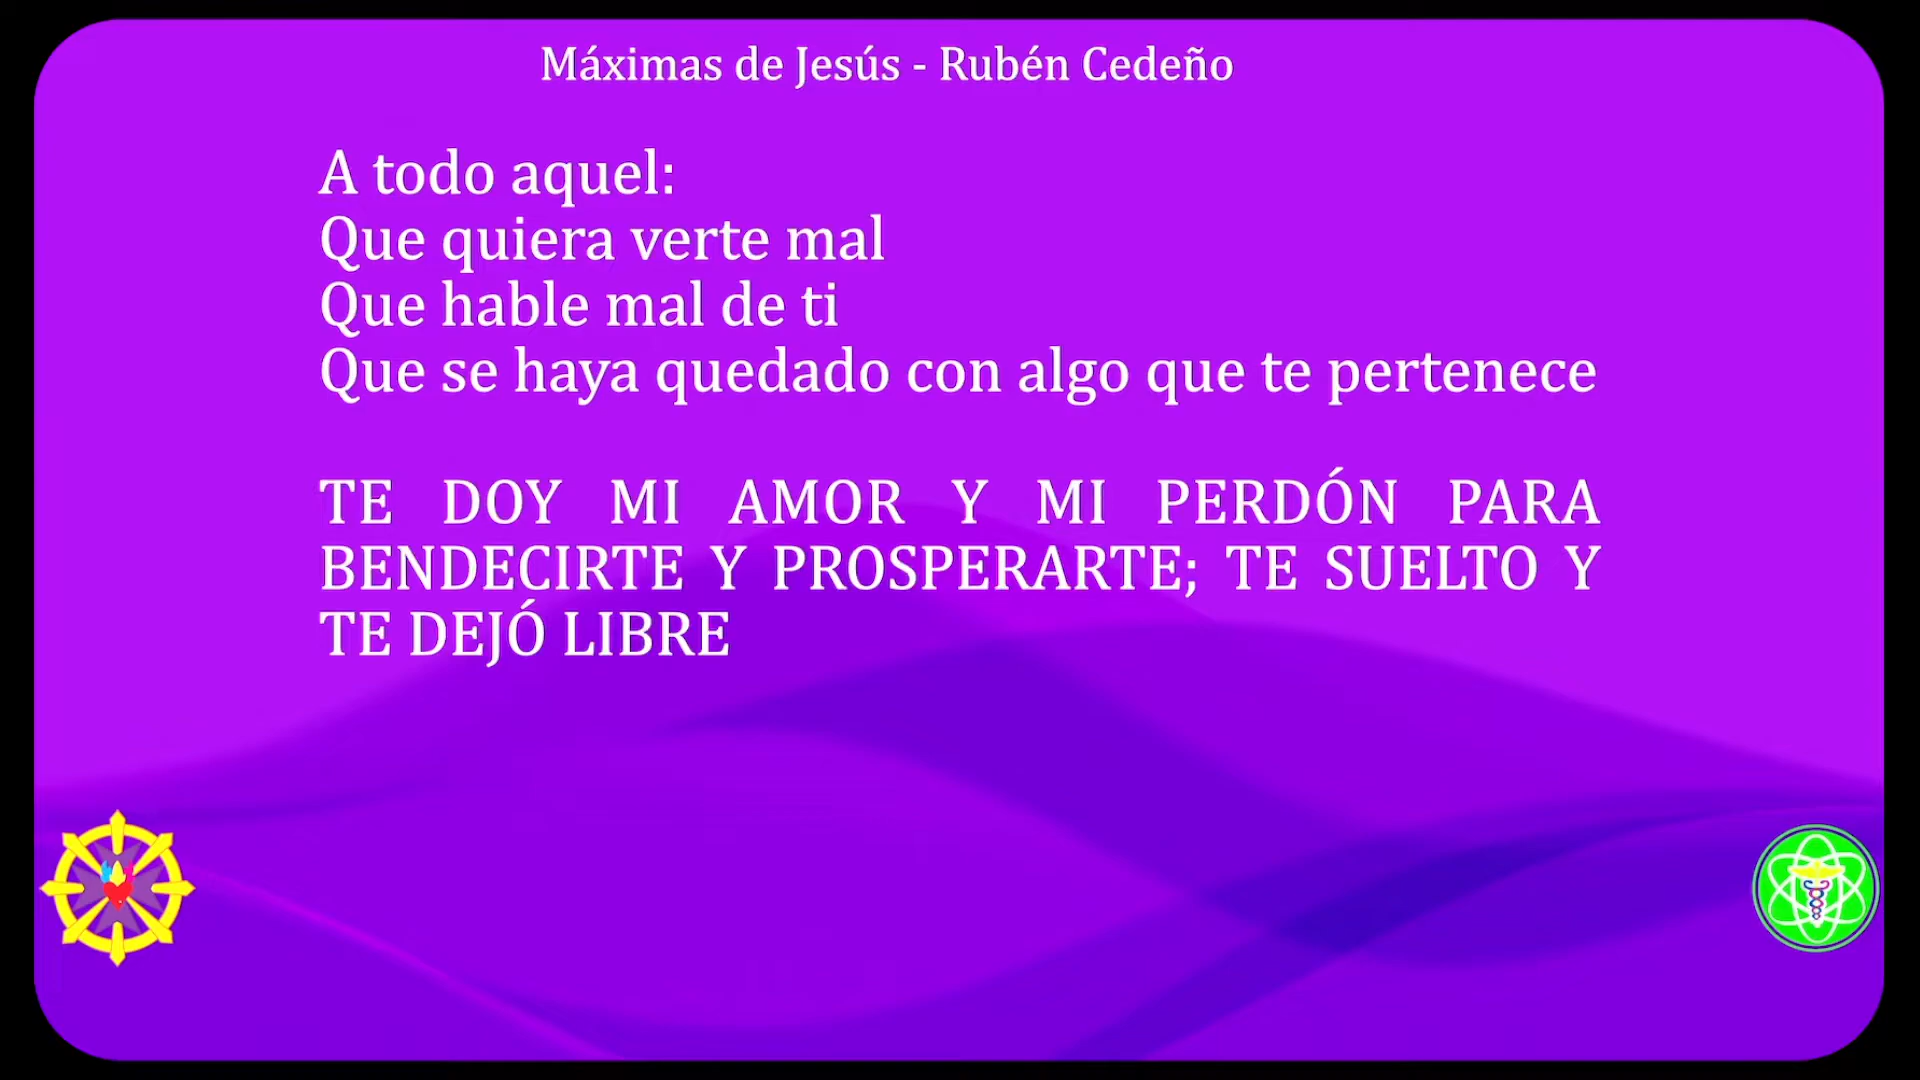 Máximas de Jesús - Rubén Cedeño
A todo aquel:
Que quiera verte mal
Que hable mal de ti
Que se haya quedado con algo que te pertenece
TE DOY MI AMOR Y MI PERDÓN PARA
BENDECIRTE Y PROSPERARTE; TE SUELTO Y
TE DEJÓ LIBRE